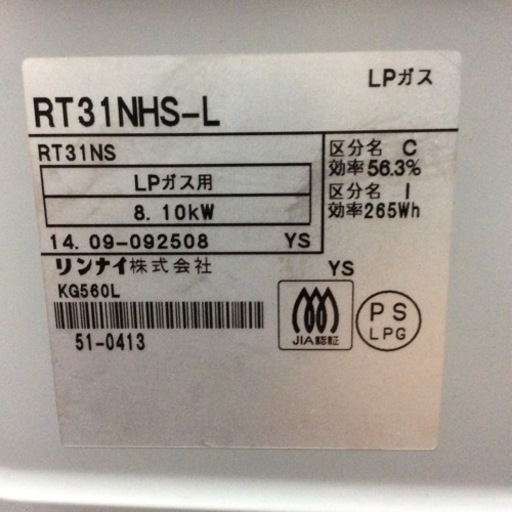 LPガス
RT31NHS-L
RT31NS
LPガス用
8.10kW
区分名 C
効率56.3%
区分名 I
効率265Wh
14.09-092508 YS
リンナイ株式会社
YS
KG560L
51-0413
JIA認証
PS
LPG